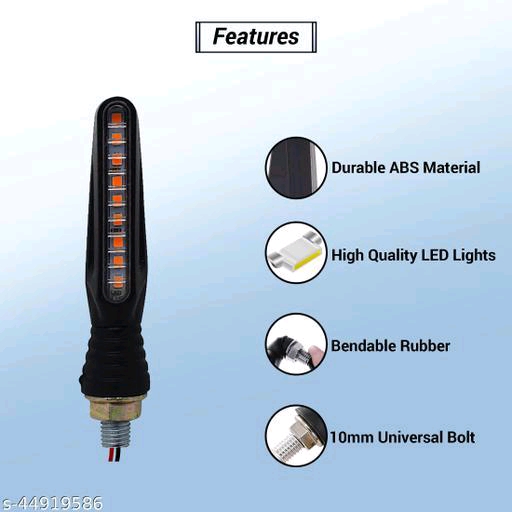 Features
Durable ABS Material
High Quality LED Lights
Bendable Rubber
10mm Universal Bolt
s-44919586